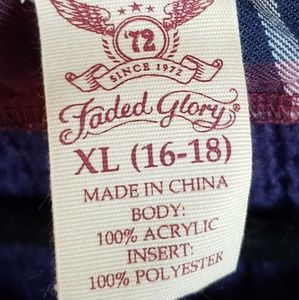 '72
SINCE 1972
Faded Glory®
XL (16-18)
MADE IN CHINA
BODY:
100% ACRYLIC
INSERT:
100% POLYESTER